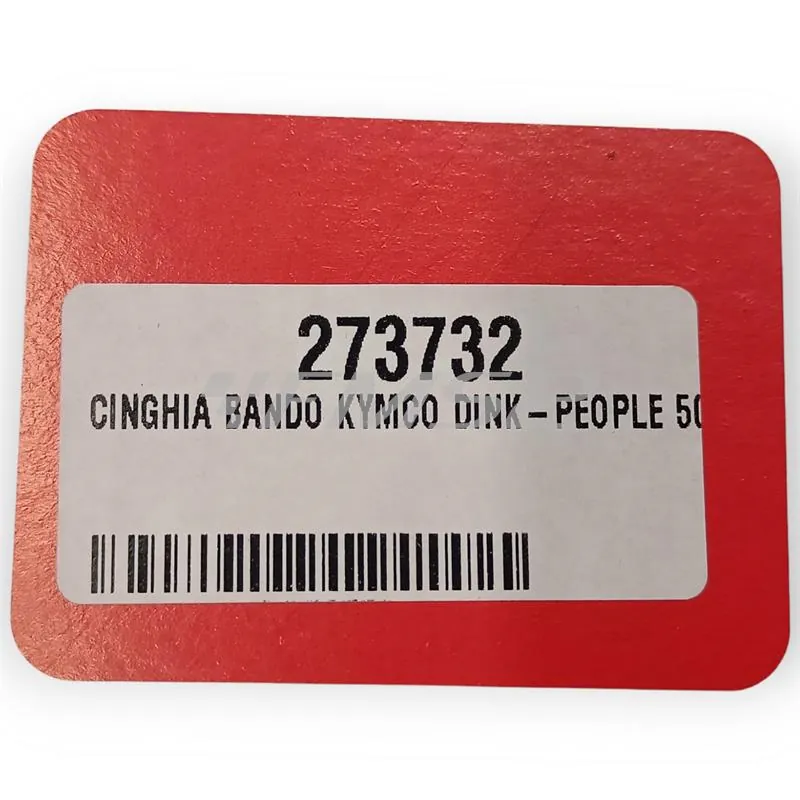 273732
CINGHIA BANDO KYMCO DINK-PEOPLE 50